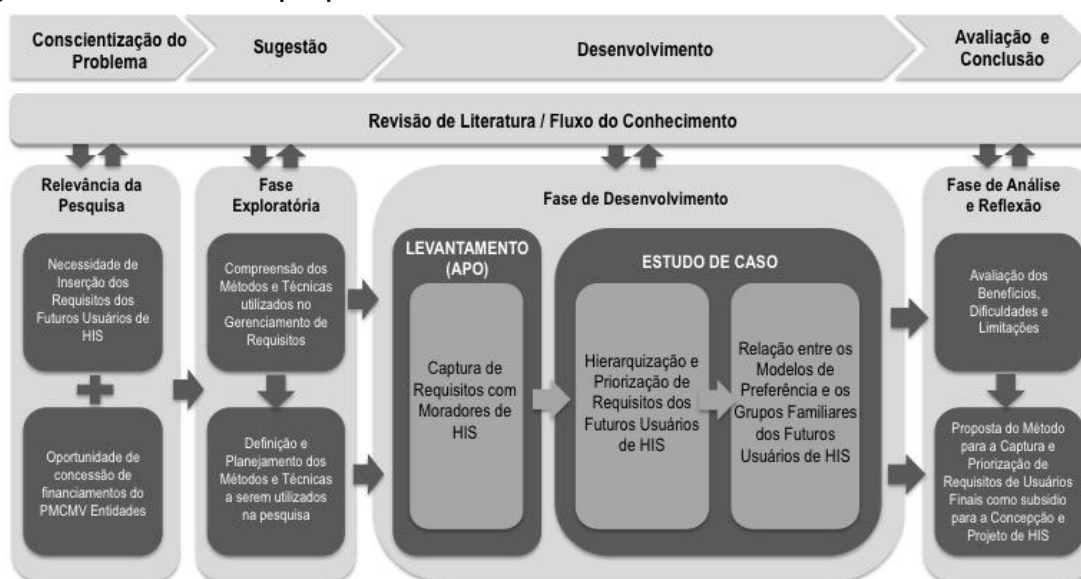 Conscientização do
Problema
Sugestão
Desenvolvimento
Avaliação e
Conclusão
Revisão de Literatura / Fluxo do Conhecimento
Relevância da
Pesquisa
Necessidade de
Inserção dos
Requisitos dos
Futuros Usuários de
HIS
Oportunidade de
concessão de
financiamentos do
PMCMV Entidades
Fase
Exploratória
Compreensão dos
Métodos e Técnicas
utilizados no
Gerenciamento de
Requisitos
Definição e
Planejamento dos
Métodos e Técnicas
a serem utilizados
na pesquisa
Fase de Desenvolvimento
LEVANTAMENTO
(APO)
Captura de
Requisitos com
Moradores de
HIS
ESTUDO DE CASO
Hierarquização e
Priorização de
Requisitos dos
Futuros Usuários
de HIS
Relação entre os
Modelos de
Preferência e os
Grupos Familiares
dos Futuros
Usuários de HIS
Fase de Análise
e Reflexão
Avaliação dos
Benefícios,
Dificuldades e
Limitações
Proposta do Método
para a Captura e
Priorização de
Requisitos de Usuários
Finais como subsidio
para a Concepção e
Projeto de HIS